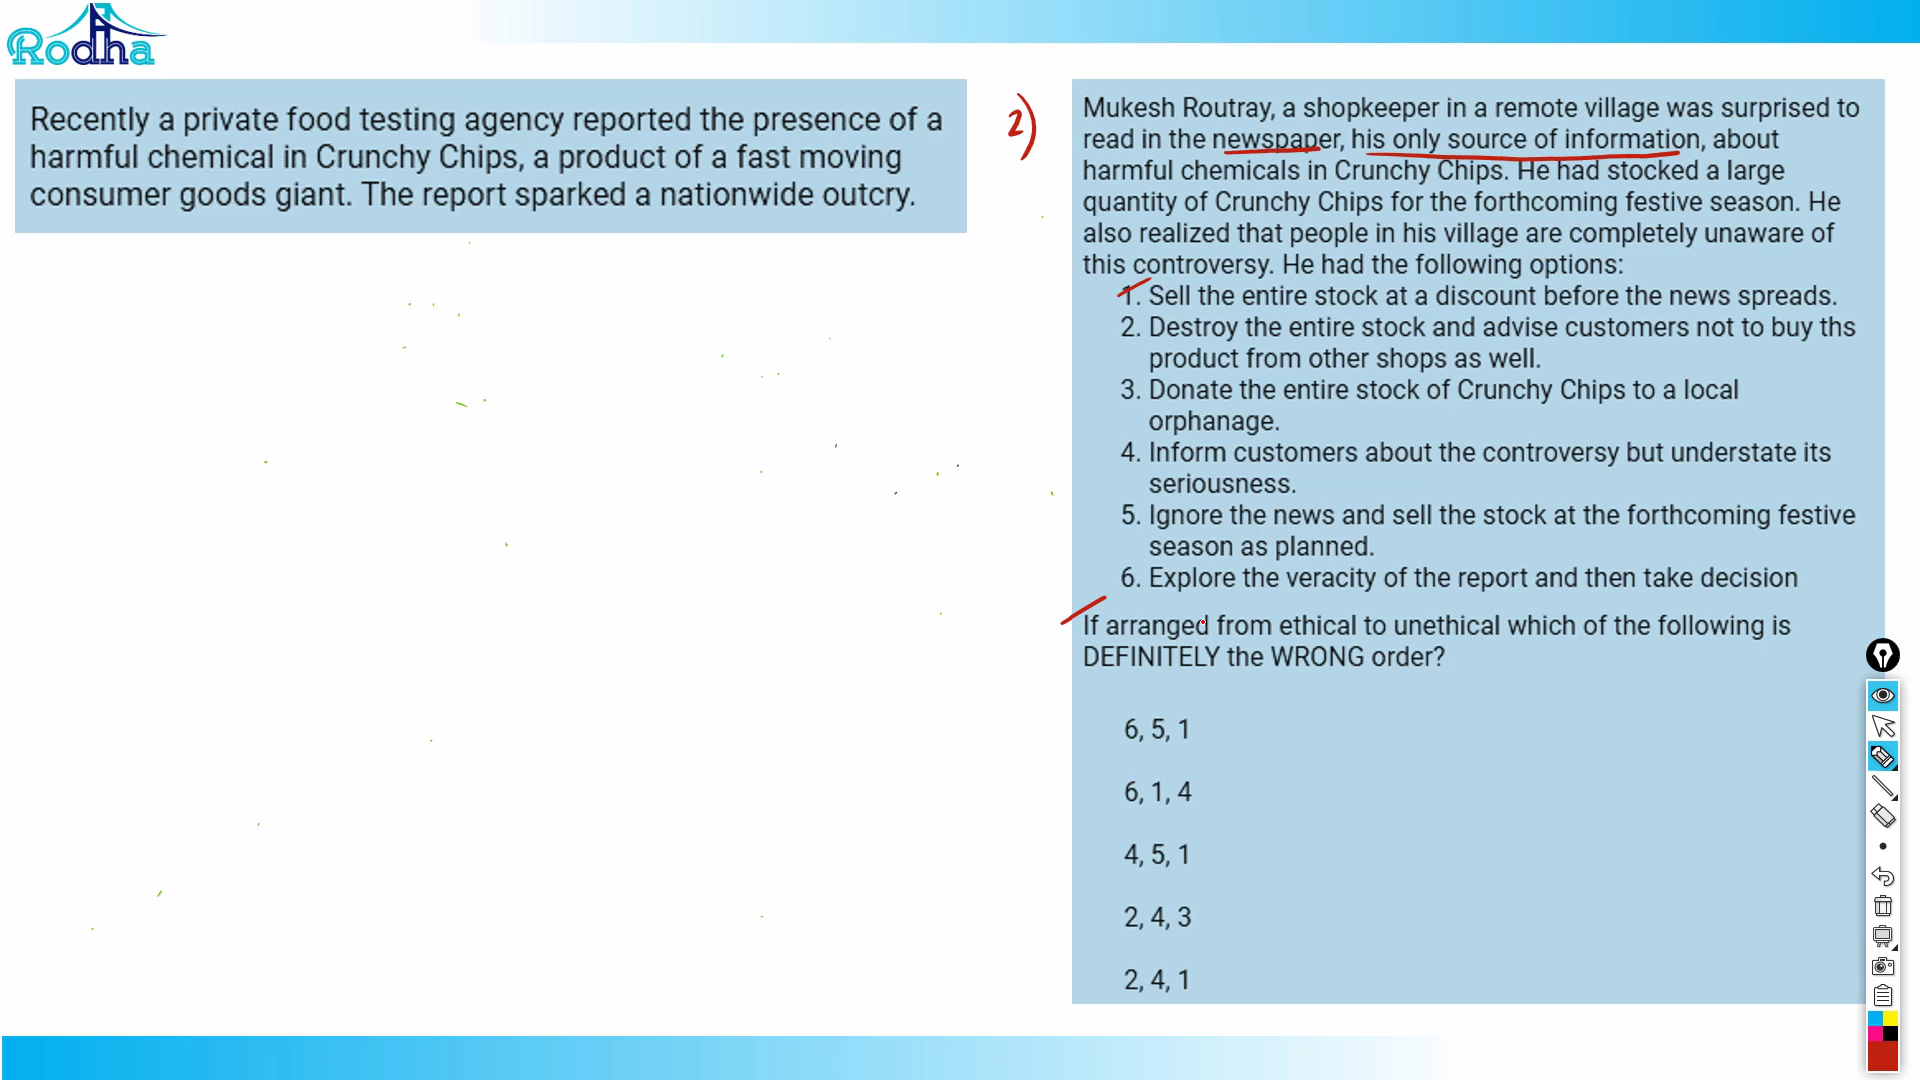 Rodha
Recently a private food testing agency reported the presence of a
harmful chemical in Crunchy Chips, a product of a fast moving
consumer goods giant. The report sparked a nationwide outcry.
2)
Mukesh Routray, a shopkeeper in a remote village was surprised to
read in the newspaper, his only source of information, about
harmful chemicals in Crunchy Chips. He had stocked a large
quantity of Crunchy Chips for the forthcoming festive season. He
also realized that people in his village are completely unaware of
this controversy. He had the following options:
1. Sell the entire stock at a discount before the news spreads.
2. Destroy the entire stock and advise customers not to buy ths
product from other shops as well.
3. Donate the entire stock of Crunchy Chips to a local
orphanage.
4. Inform customers about the controversy but understate its
seriousness.
5. Ignore the news and sell the stock at the forthcoming festive
season as planned.
6. Explore the veracity of the report and then take decision
If arranged from ethical to unethical which of the following is
DEFINITELY the WRONG order?
6, 5, 1
6, 1, 4
4, 5, 1
2, 4, 3
2, 4, 1